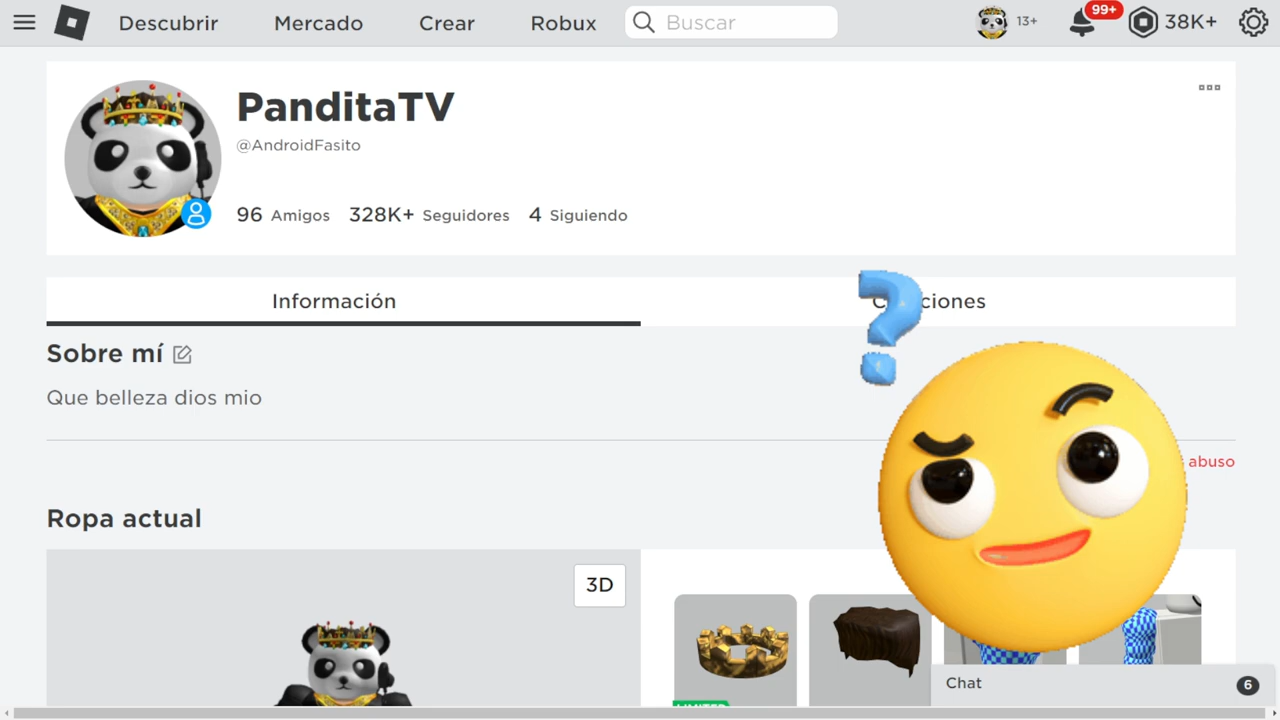 Descubrir Mercado Crear Robux Buscar 13+ 99+ 38K+
PanditaTV
@AndroidFasito
96 Amigos 328K+ Seguidores 4 Siguiendo
Información
Sobre mí
Que belleza dios mio
abuso
Ropa actual
3D
Chat 6